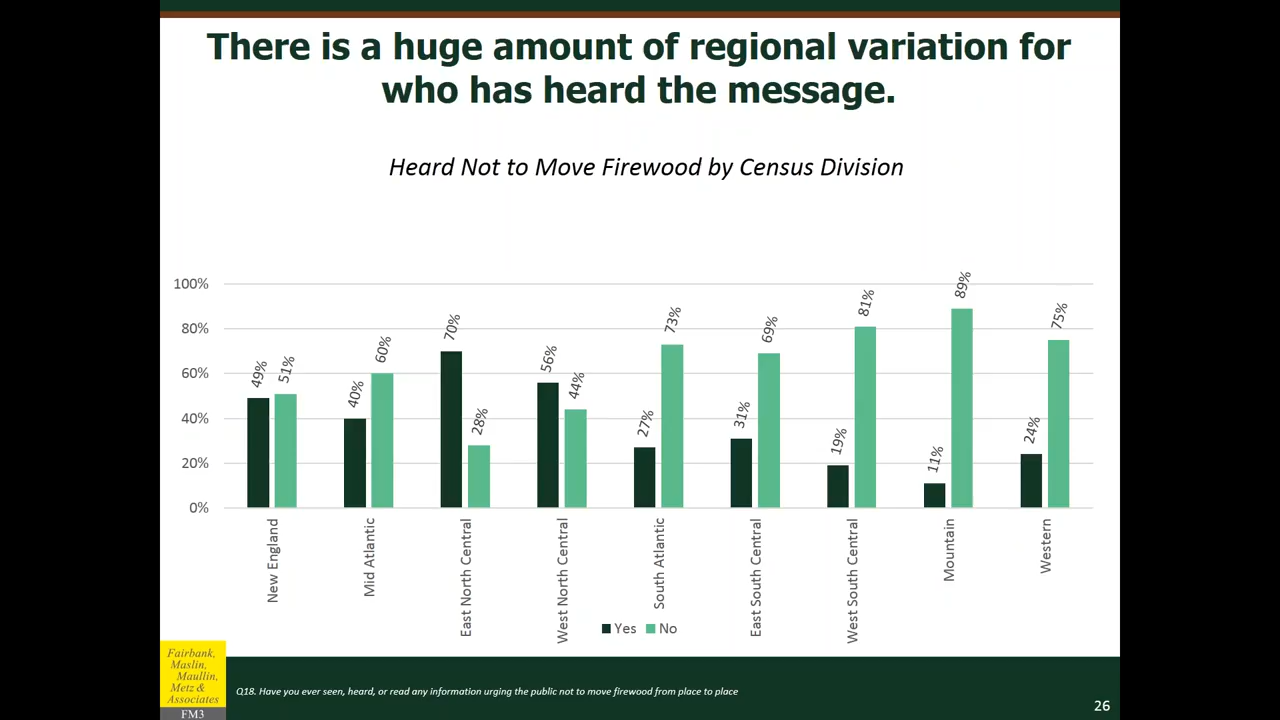 There is a huge amount of regional variation for
who has heard the message.
Heard Not to Move Firewood by Census Division
100%
80%
60%
40%
20%
0%
49%
51%
40%
60%
70%
28%
56%
44%
27%
73%
31%
69%
19%
81%
11%
89%
24%
75%
New England
Mid Atlantic
East North Central
West North Central
South Atlantic
East South Central
West South Central
Mountain
Western
Yes
No
Fairbank,
Maslin,
Maullin,
Metz &
Associates
FM3
Q18. Have you ever seen, heard, or read any information urging the public not to move firewood from place to place
26